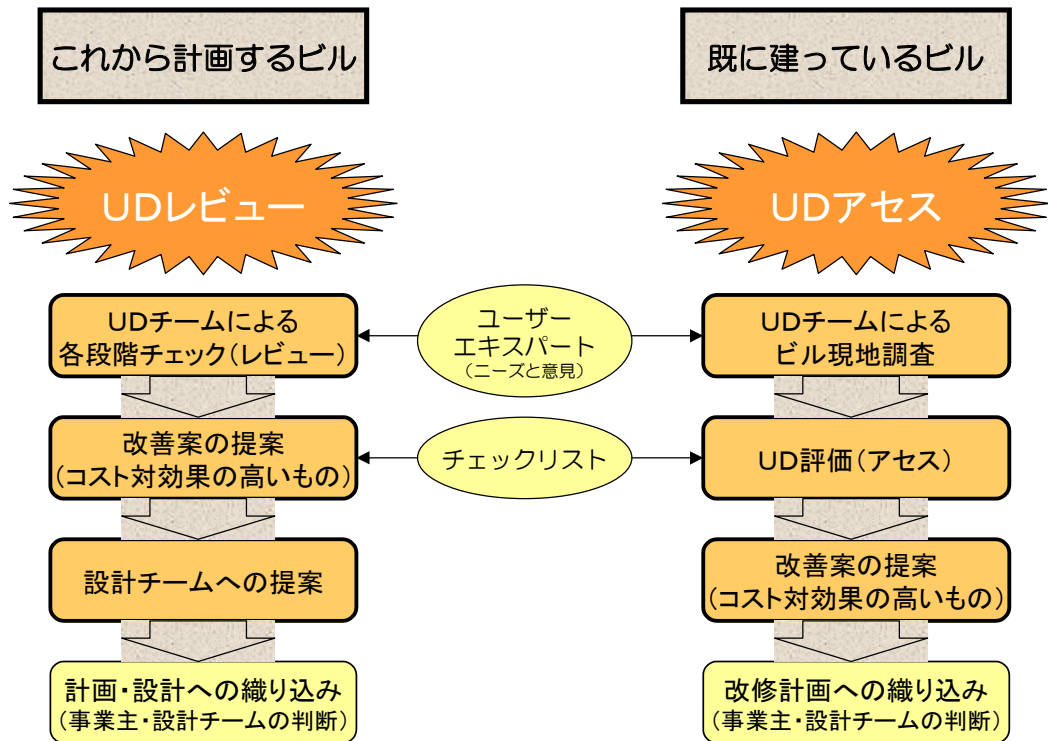 これから計画するビル
既に建っているビル
UDレビュー
UDアセス
UDチームによる
各段階チェック(レビュー)
ユーザー
エキスパート
(ニーズと意見)
UDチームによる
ビル現地調査
改善案の提案
(コスト対効果の高いもの)
チェックリスト
UD評価(アセス)
設計チームへの提案
改善案の提案
(コスト対効果の高いもの)
計画・設計への織り込み
(事業主・設計チームの判断)
改修計画への織り込み
(事業主・設計チームの判断)